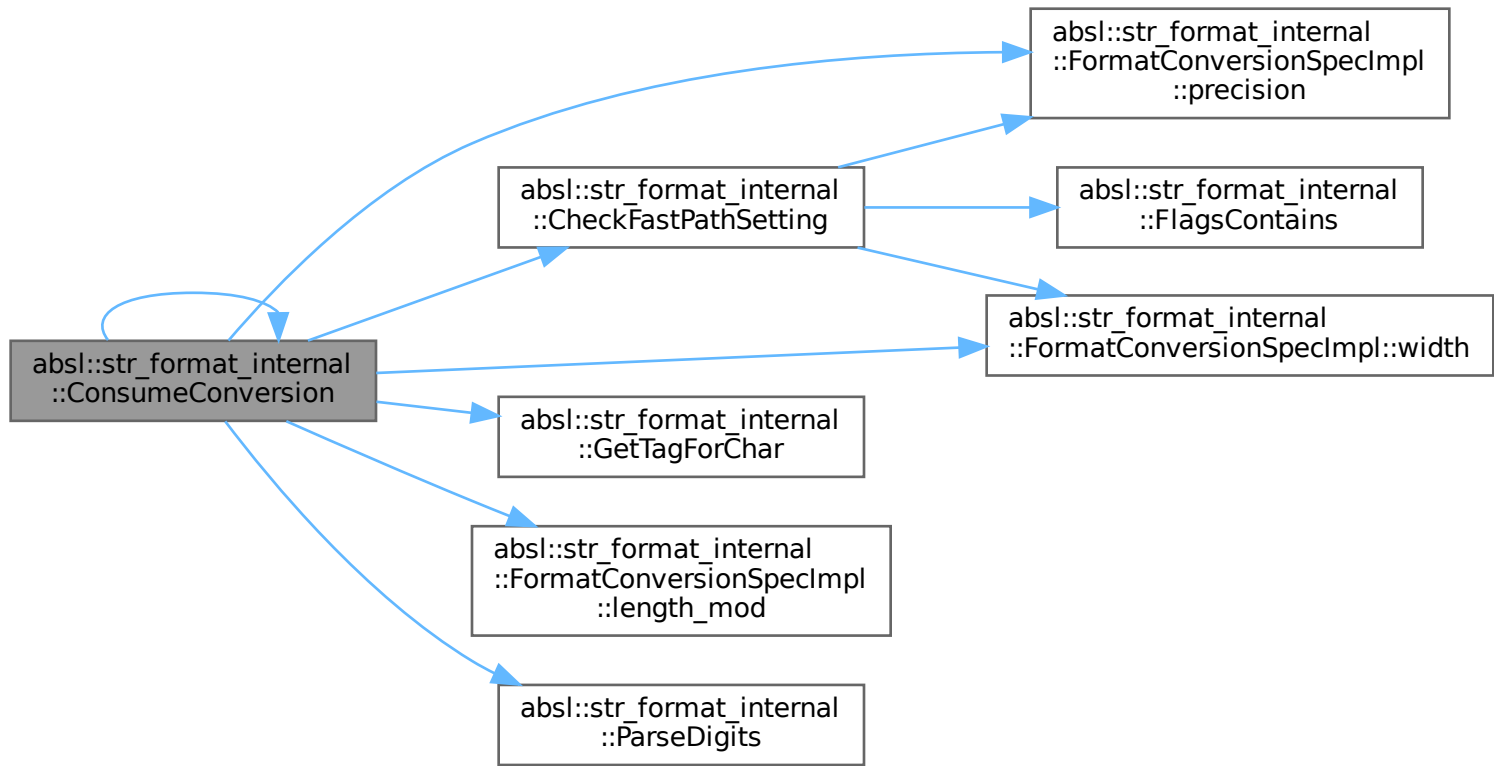 absl::str_format_internal
::FormatConversionSpecImpl
::precision
absl::str_format_internal
::CheckFastPathSetting
absl::str_format_internal
::FlagsContains
absl::str_format_internal
::FormatConversionSpecImpl::width
absl::str_format_internal
::ConsumeConversion
absl::str_format_internal
::GetTagForChar
absl::str_format_internal
::FormatConversionSpecImpl
::length_mod
absl::str_format_internal
::ParseDigits